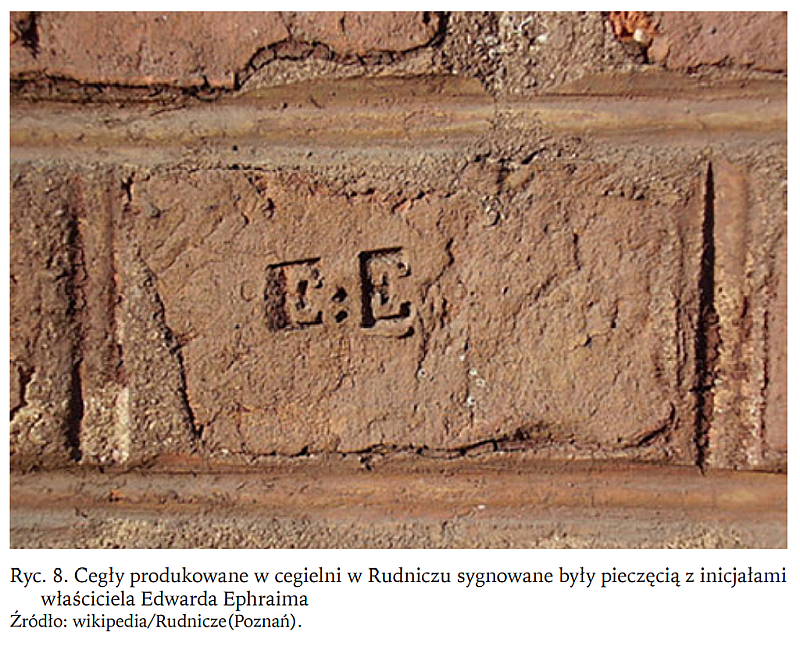 E:E
Ryc. 8. Cegły produkowane w cegielni w Rudniczu sygnowane były pieczęcią z inicjałami
właściciela Edwarda Ephraima
Źródło: wikipedia/Rudnicze(Poznań).